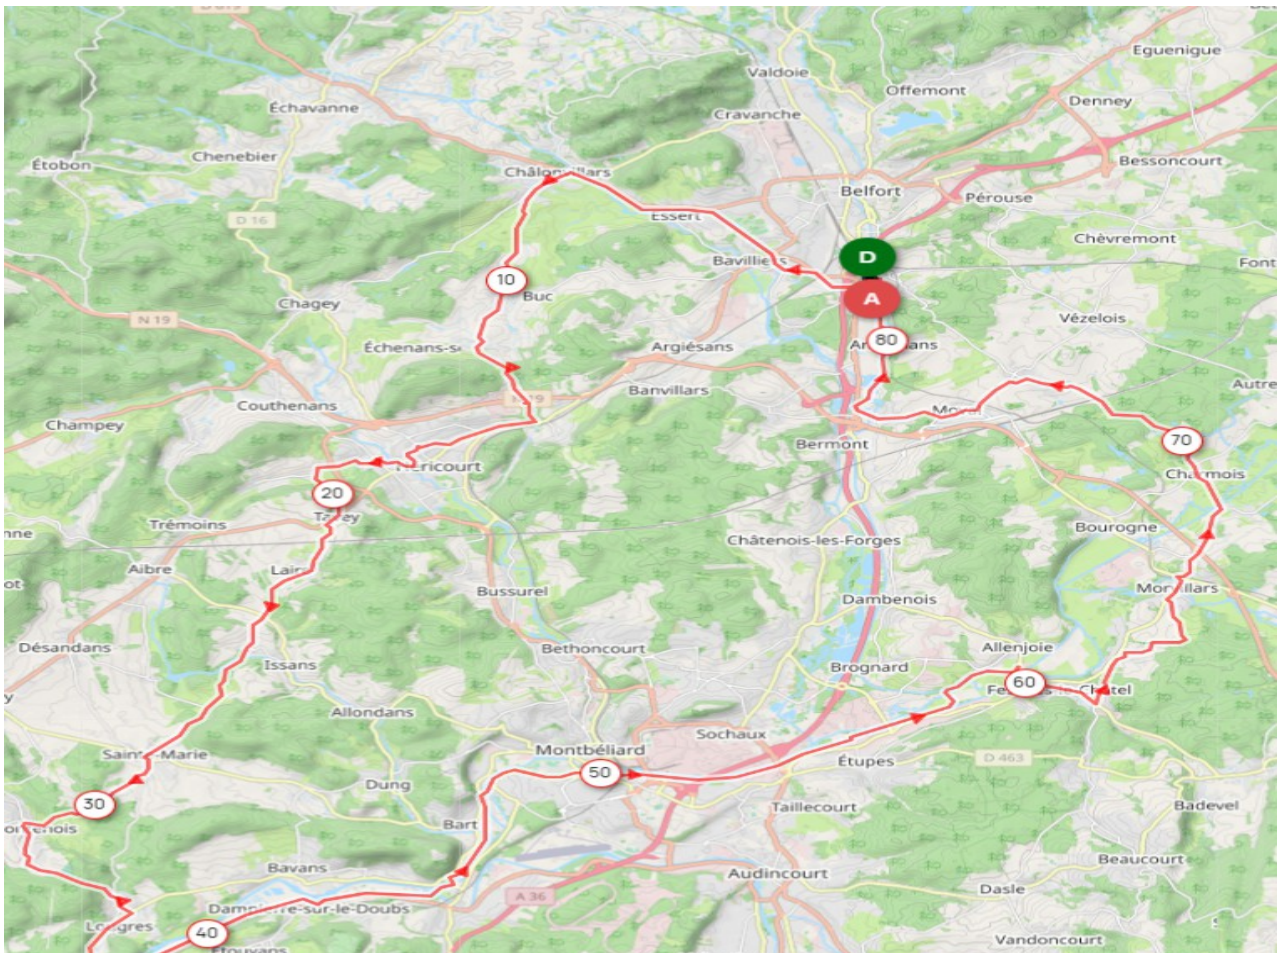 Eguenigue
Valdoie
Offemont
Denney
Échavanne
Cravanche
Chenebier
Étobon
Bessoncourt
Belfort
Pérouse
D 16
Essert
Chèvremont
D
Bavilliers
Font
10
Buc
A
Chagey
N 19
Vézelois
80
Argiésans
Autre
Banvillars
Couthenans
Champey
Bermont
70
Charmois
20
Trémoins
Bourogne
Châtenois-les-Forges
Aibre
Bussurel
Dambenois
Désandans
Bethoncourt
Allenjoie
Issans
Brognard
60
Allondans
Sochaux
Montbéliard
50
Étupes
D 463
Dung
30
Taillecourt
Badevel
Bart
Beaucourt
Bavans
Audincourt
A 36
Dasle
40
Vandoncourt